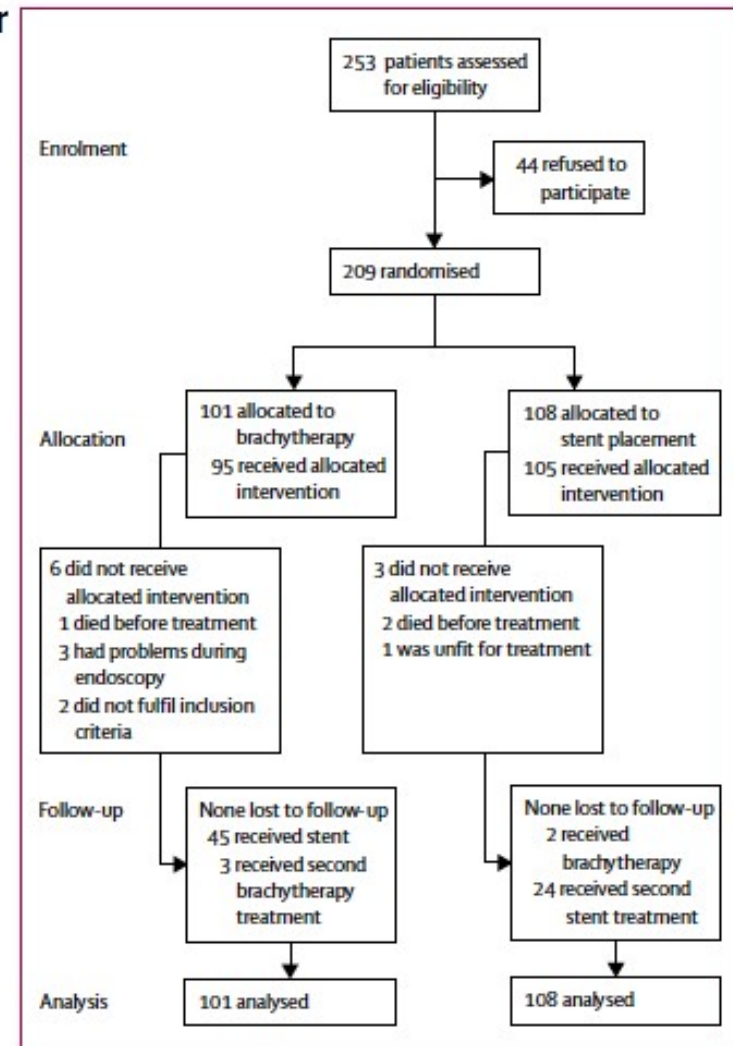 r
253 patients assessed
for eligibility
Enrolment
44 refused to
participate
209 randomised
Allocation
101 allocated to
brachytherapy
95 received allocated
intervention
108 allocated to
stent placement
105 received allocated
intervention
6 did not receive
allocated intervention
1 died before treatment
3 had problems during
endoscopy
2 did not fulfil inclusion
criteria
3 did not receive
allocated intervention
2 died before treatment
1 was unfit for treatment
Follow-up
None lost to follow-up
45 received stent
3 received second
brachytherapy
treatment
None lost to follow-up
2 received
brachytherapy
24 received second
stent treatment
Analysis
101 analysed
108 analysed